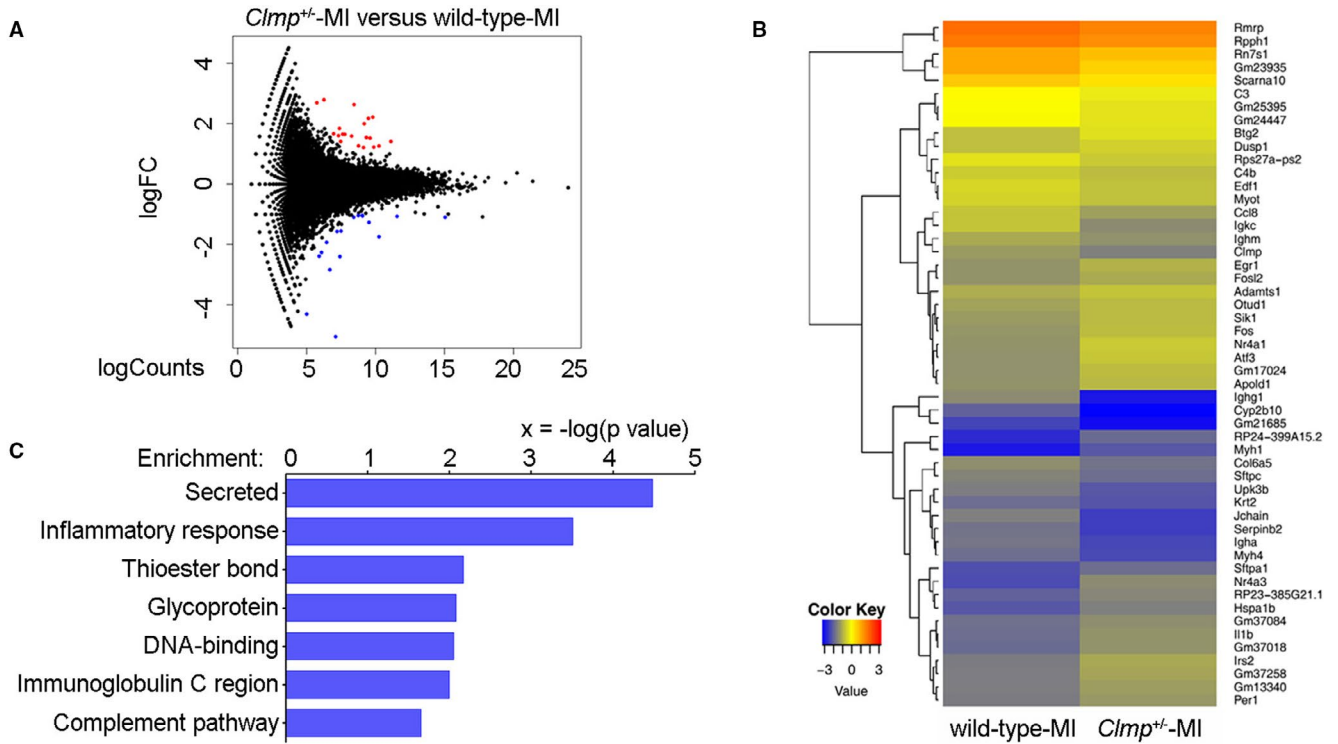 A
Clmp+/--MI versus wild-type-MI
logFC
4
2
0
-2
-4
logCounts
0 5 10 15 20 25
B
Rmrp
Rpph1
Rn7s1
Gm23935
Scarna10
C3
Gm25395
Gm24447
Btg2
Dusp1
Rps27a-ps2
C4b
Edf1
Myot
Ccl8
Igkc
Ighm
Clmp
Egr1
Fosl2
Adamts1
Otud1
Sik1
Fos
Nr4a1
Atf3
Gm17024
Apold1
Ighg1
Cyp2b10
Gm21685
RP24-399A15.2
Myh1
Col6a5
Sftpc
Upk3b
Krt2
Jchain
Serpinb2
Igha
Myh4
Sftpa1
Nr4a3
RP23-385G21.1
Hspa1b
Gm37084
Il1b
Gm37018
Irs2
Gm37258
Gm13340
Per1
Color Key
-3 0 3
Value
wild-type-MI
Clmp+/--MI
C
x = -log(p value)
Enrichment:
0 1 2 3 4 5
Secreted
Inflammatory response
Thioester bond
Glycoprotein
DNA-binding
Immunoglobulin C region
Complement pathway